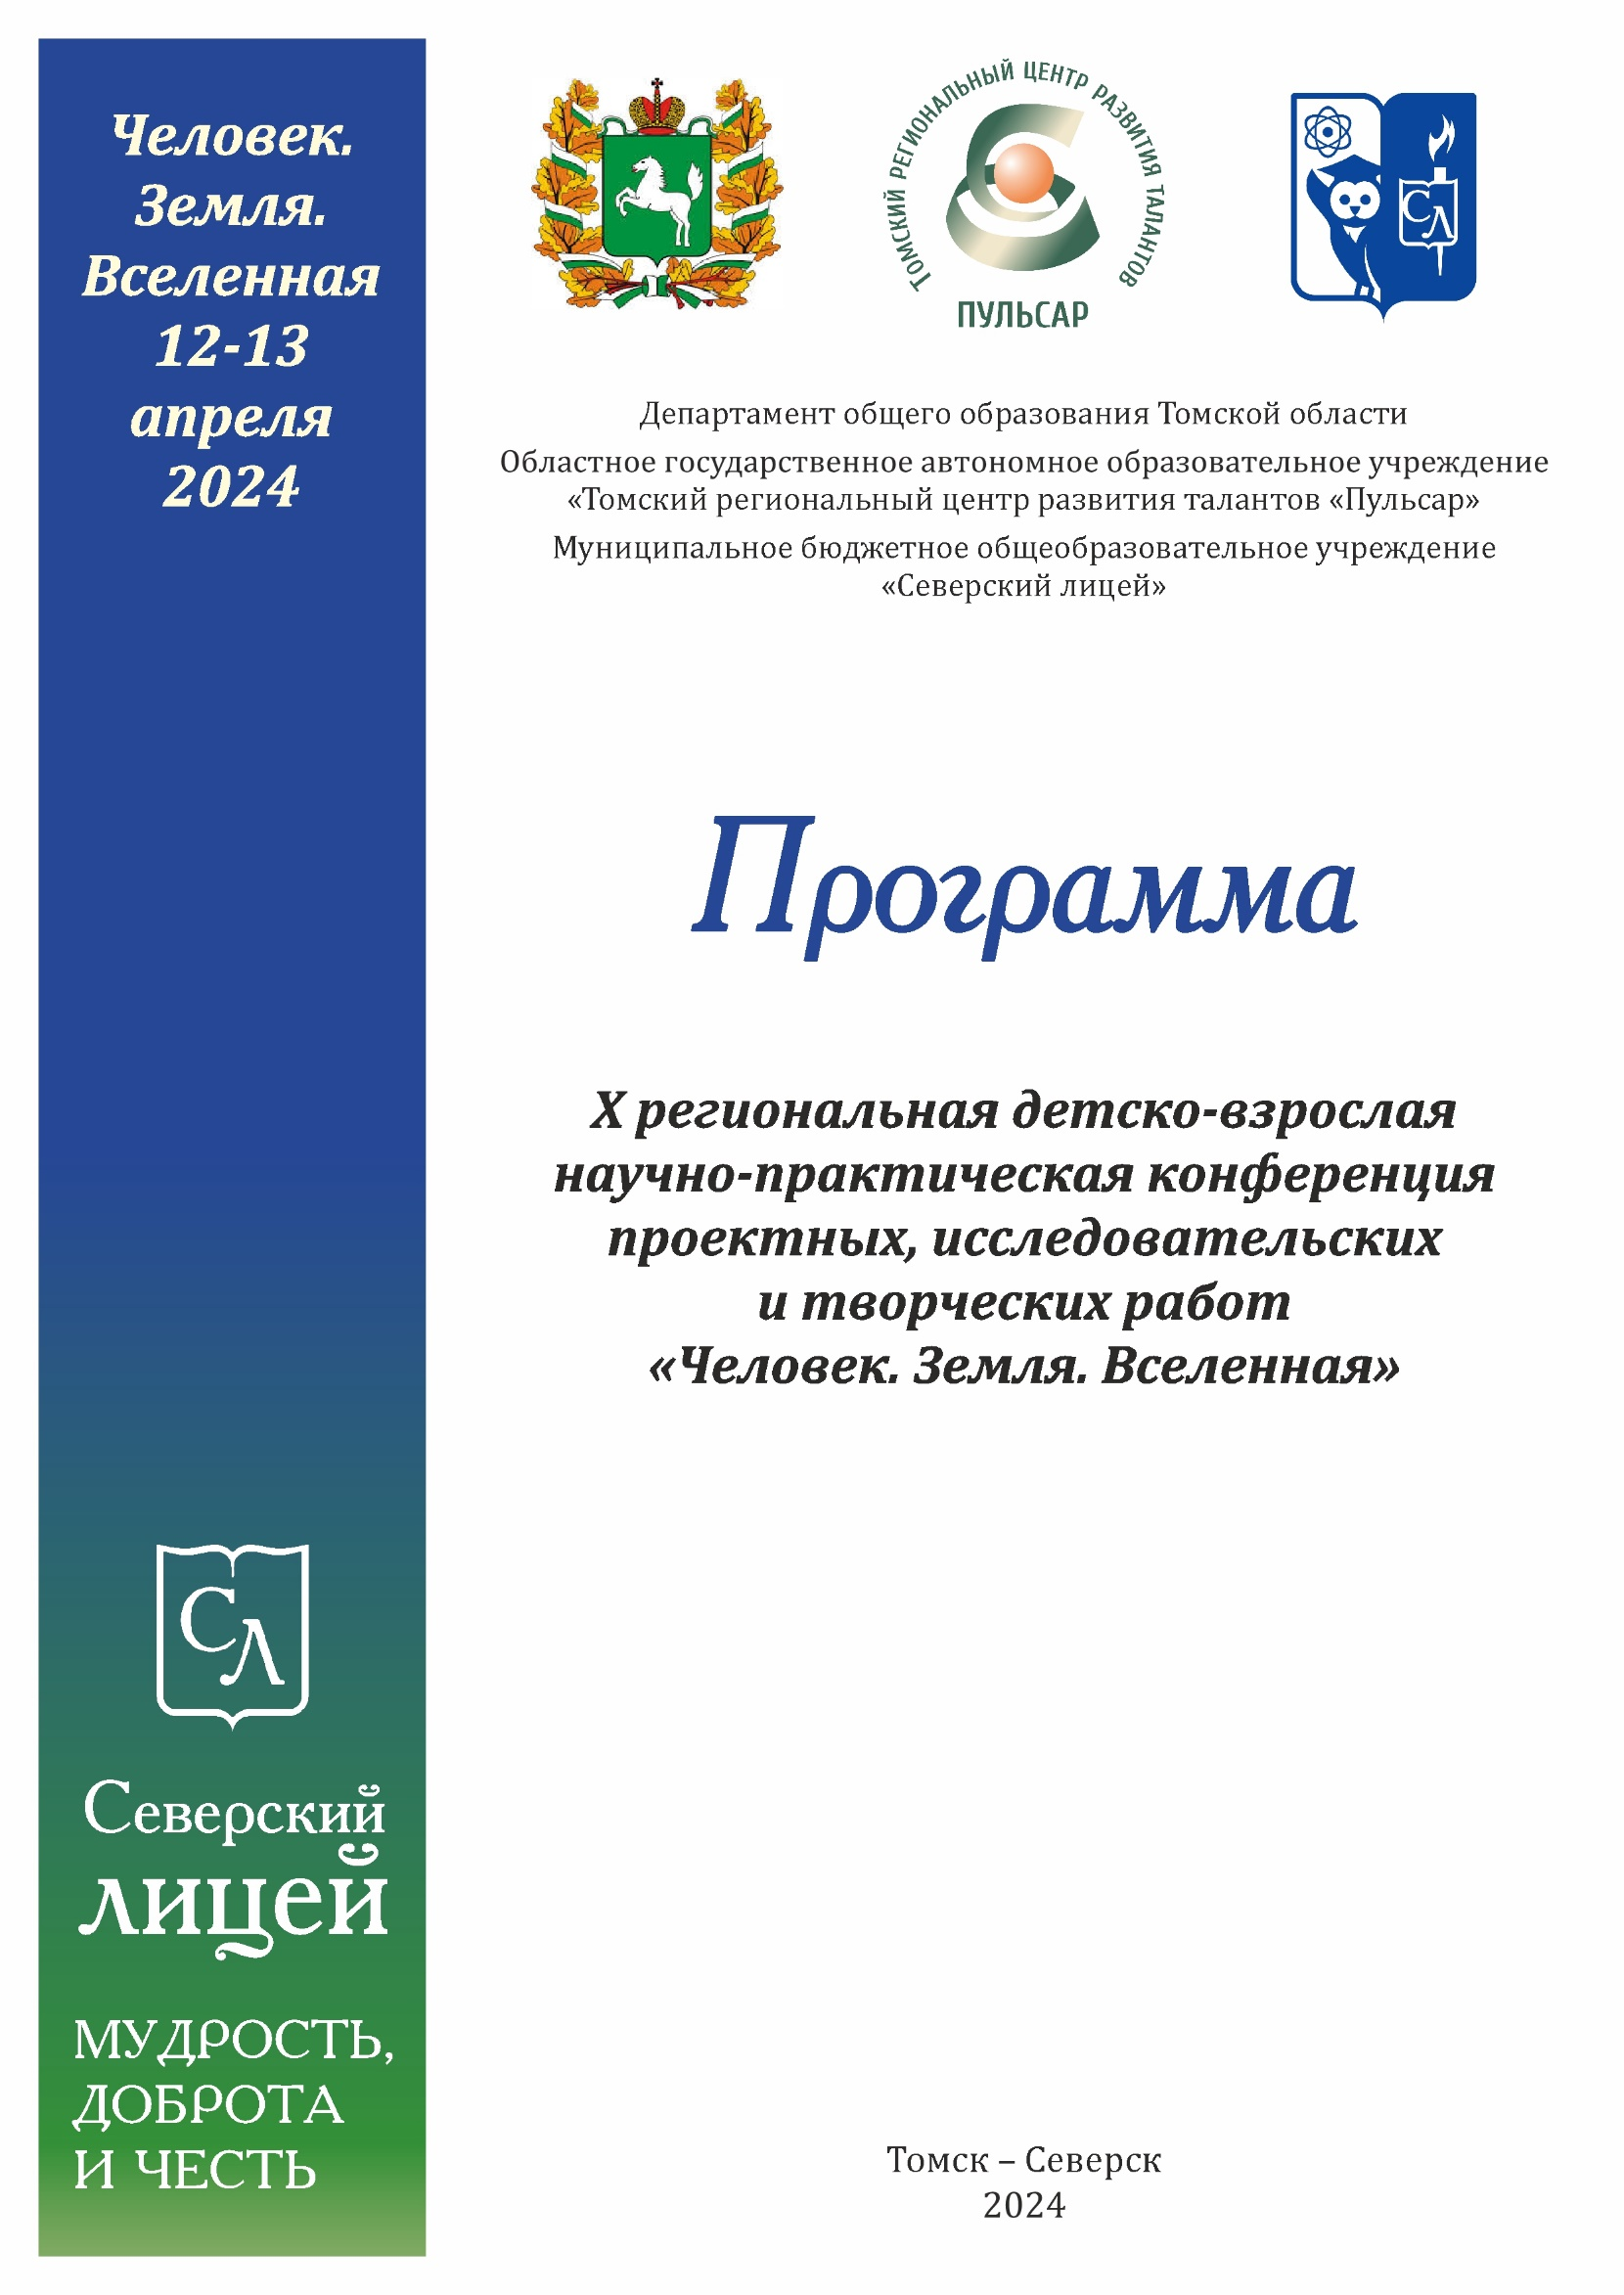 Человек.
Земля.
Вселенная
12-13
апреля
2024
ТОМСКИЙ РЕГИОНАЛЬНЫЙ ЦЕНТР РАЗВИТИЯ ТАЛАНТОВ
ПУЛЬСАР
СЛ
Департамент общего образования Томской области
Областное государственное автономное образовательное учреждение
«Томский региональный центр развития талантов «Пульсар»
Муниципальное бюджетное общеобразовательное учреждение
«Северский лицей»
Программа
X региональная детско-взрослая
научно-практическая конференция
проектных, исследовательских
и творческих работ
«Человек. Земля. Вселенная»
СЛ
Северский
лицей
МУДРОСТЬ,
ДОБРОТА
И ЧЕСТЬ
Томск – Северск
2024